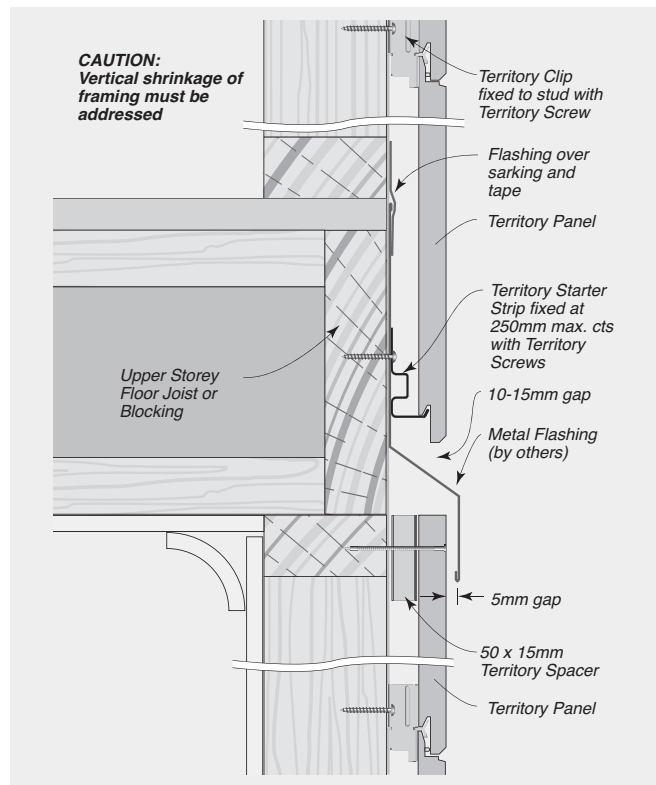 CAUTION:
Vertical shrinkage of
framing must be
addressed
Territory Clip
fixed to stud with
Territory Screw
Flashing over
sarking and
tape
Territory Panel
Territory Starter
Strip fixed at
250mm max. cts
with Territory
Screws
Upper Storey
Floor Joist or
Blocking
10-15mm gap
Metal Flashing
(by others)
5mm gap
50 x 15mm
Territory Spacer
Territory Panel